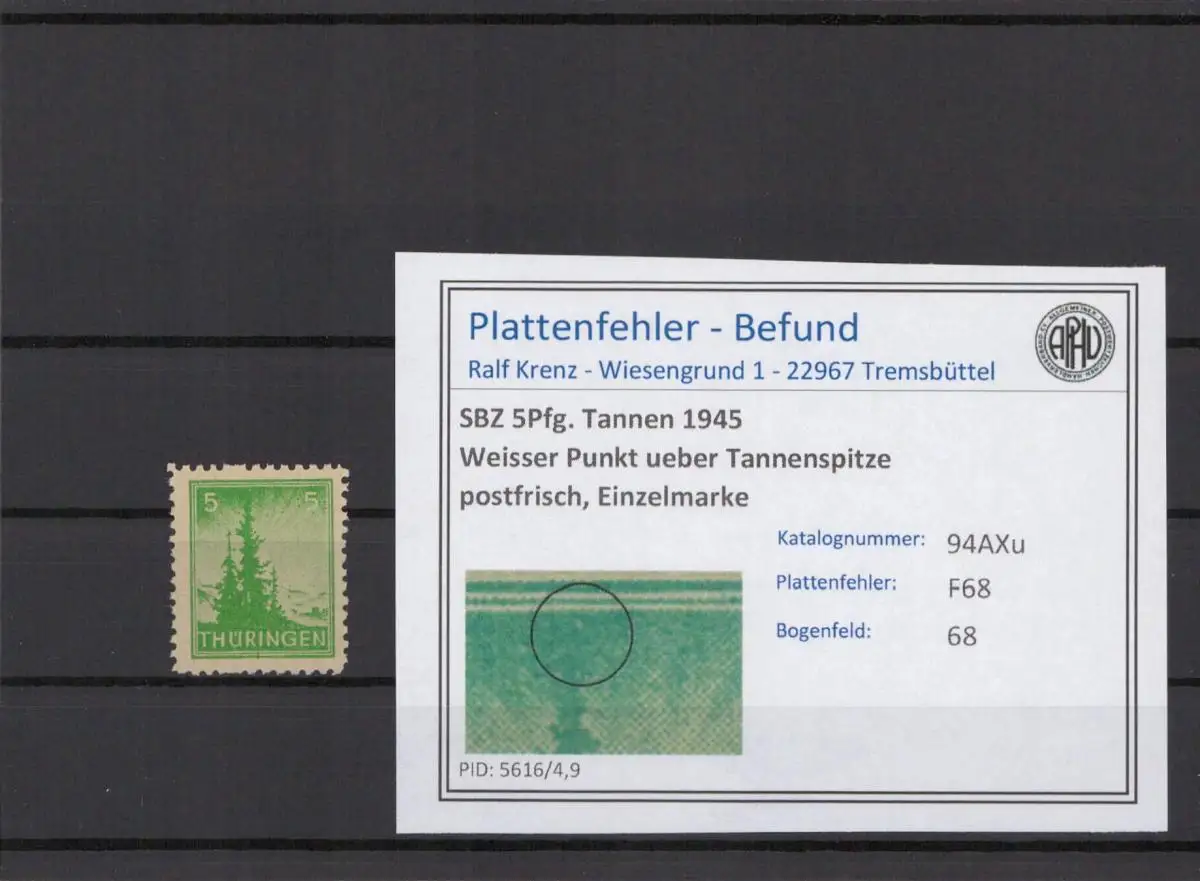 5 5
THÜRINGEN
Plattenfehler - Befund
Ralf Krenz - Wiesengrund 1 - 22967 Tremsbüttel
APHV
SBZ 5Pfg. Tannen 1945
Weisser Punkt ueber Tannenspitze
postfrisch, Einzelmarke
Katalognummer: 94AXu
Plattenfehler: F68
Bogenfeld: 68
PID: 5616/4,9